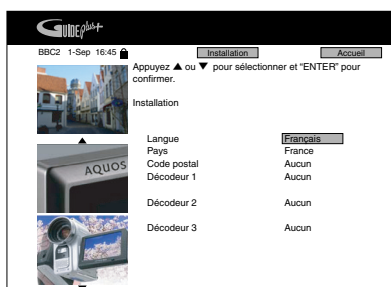 GUIDE plus+
BBC2 1-Sep 16:45 Installation Accueil
Appuyez ▲ ou ▼ pour sélectionner et “ENTER” pour
confirmer.
Installation
Langue Français
Pays France
Code postal Aucun
Décodeur 1 Aucun
Décodeur 2 Aucun
Décodeur 3 Aucun
AQUOS